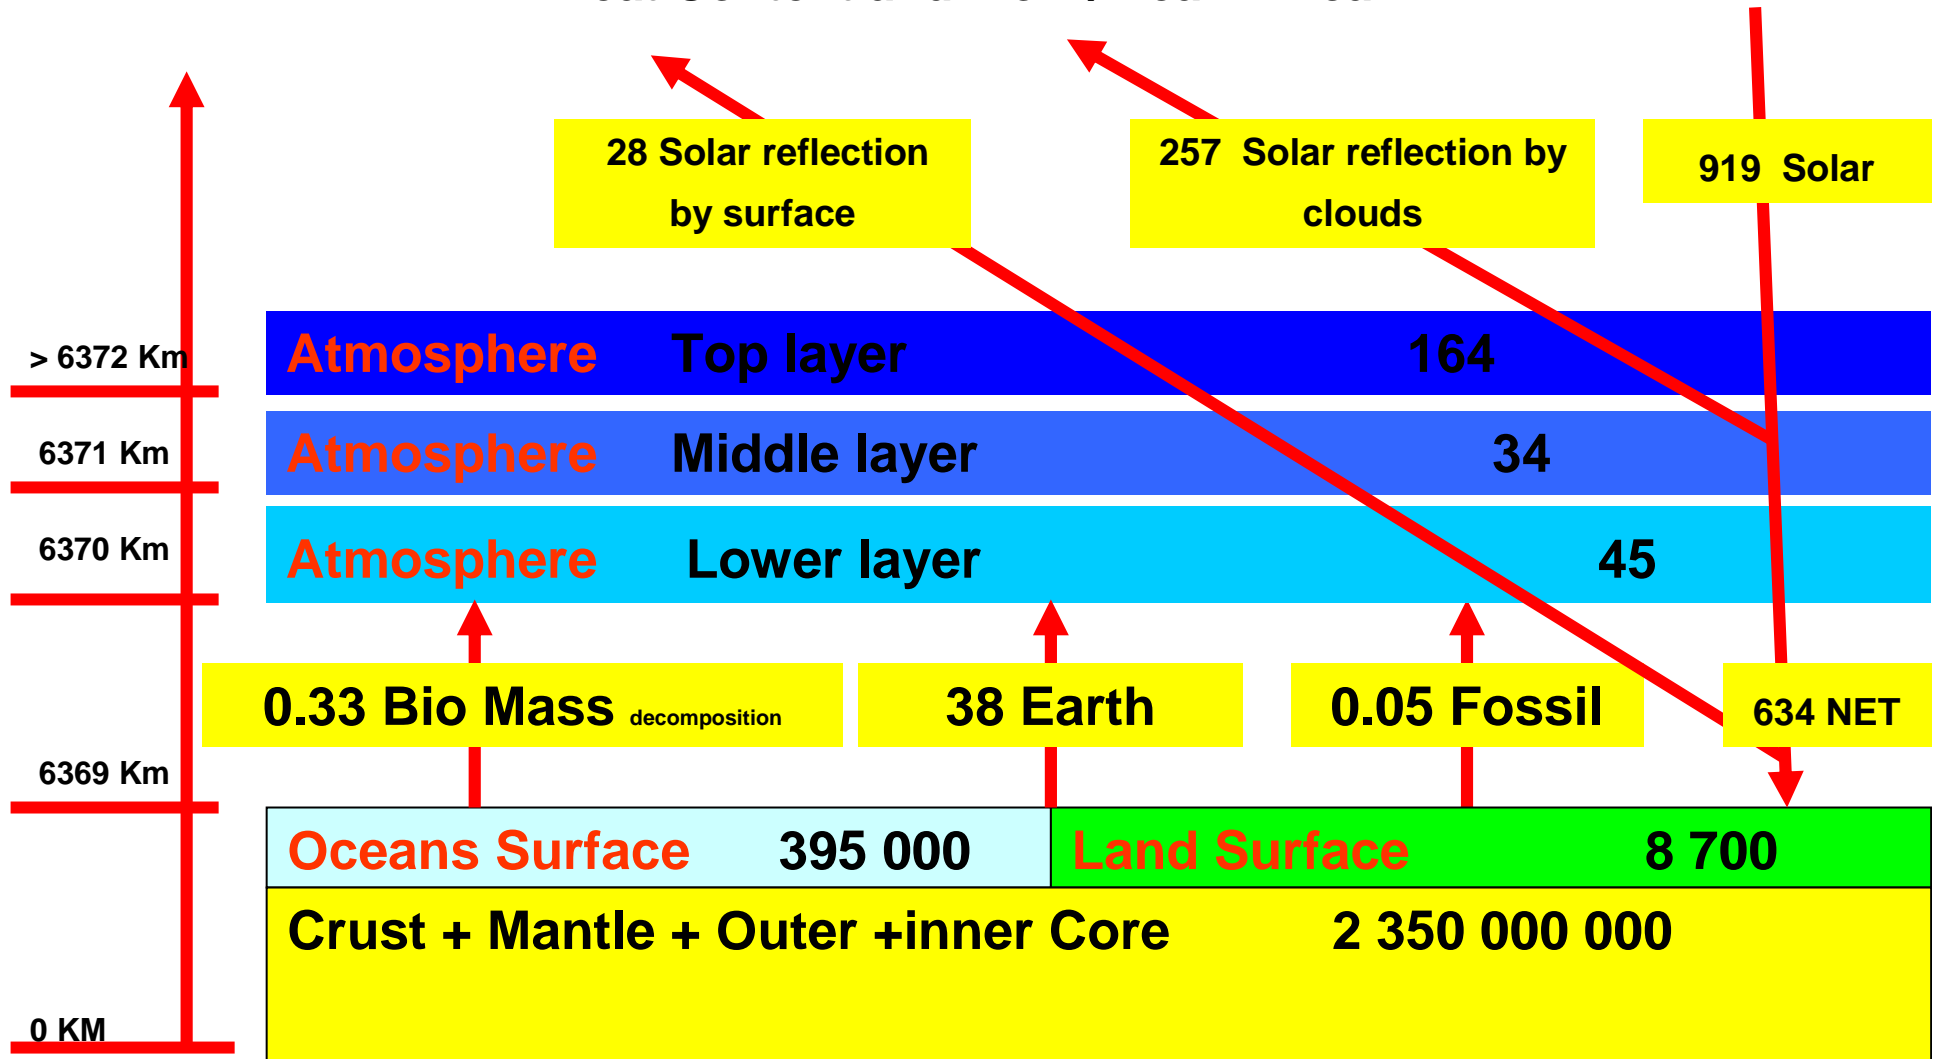 28 Solar reflection
by surface
257 Solar reflection by
clouds
919 Solar
> 6372 Km
Atmosphere Top layer 164
6371 Km
Atmosphere Middle layer 34
6370 Km
Atmosphere Lower layer 45
0.33 Bio Mass decomposition
38 Earth
0.05 Fossil
634 NET
6369 Km
Oceans Surface 395 000
Land Surface 8 700
Crust + Mantle + Outer +inner Core 2 350 000 000
0 KM